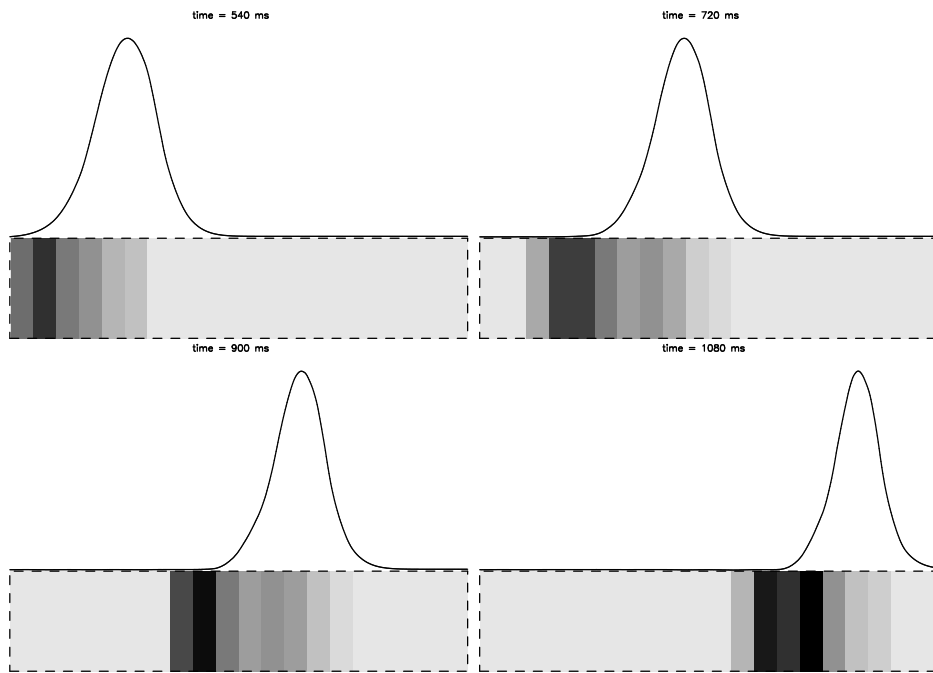 time = 540 ms
time = 720 ms
time = 900 ms
time = 1080 ms